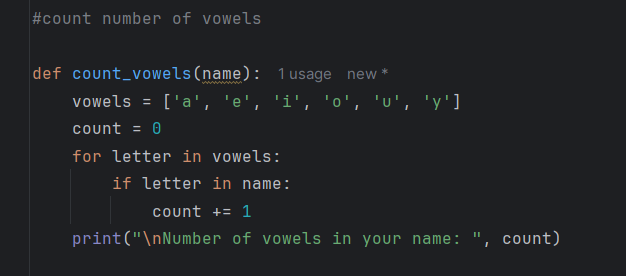 #count number of vowels
def count_vowels(name): 1 usage new *
    vowels = ['a', 'e', 'i', 'o', 'u', 'y']
    count = 0
    for letter in vowels:
        if letter in name:
            count += 1
    print("\nNumber of vowels in your name: ", count)